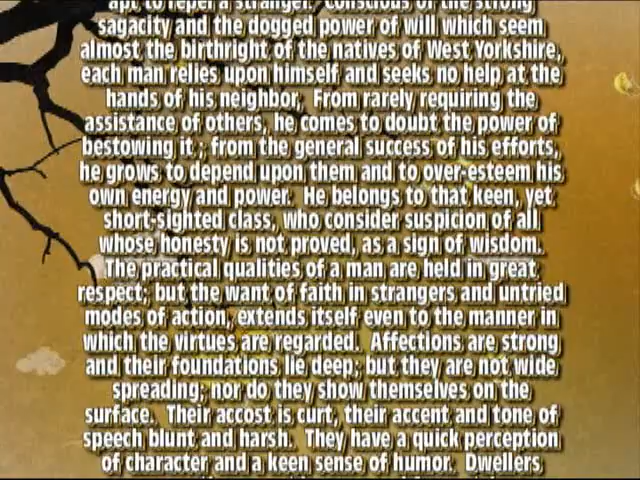 apt to repel a stranger. Conscious of the strong
sagacity and the dogged power of will which seem
almost the birthright of the natives of West Yorkshire,
each man relies upon himself and seeks no help at the
hands of his neighbor. From rarely requiring the
assistance of others, he comes to doubt the power of
bestowing it ; from the general success of his efforts,
he grows to depend upon them and to over-esteem his
own energy and power. He belongs to that keen, yet
short-sighted class, who consider suspicion of all
whose honesty is not proved, as a sign of wisdom.
The practical qualities of a man are held in great
respect; but the want of faith in strangers and untried
modes of action, extends itself even to the manner in
which the virtues are regarded. Affections are strong
and their foundations lie deep; but they are not wide
spreading; nor do they show themselves on the
surface. Their accost is curt, their accent and tone of
speech blunt and harsh. They have a quick perception
of character and a keen sense of humor. Dwellers